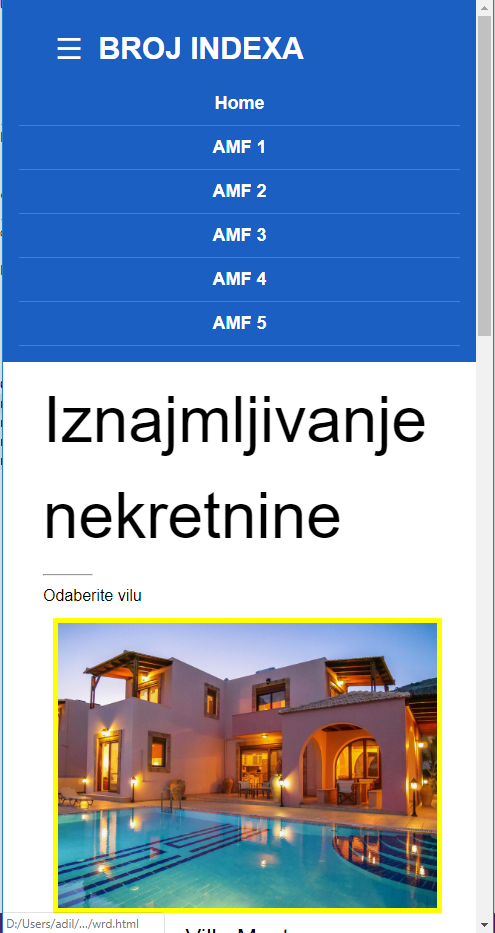 ☰ BROJ INDEXA
Home
AMF 1
AMF 2
AMF 3
AMF 4
AMF 5
Iznajmljivanje
nekretnine
Odaberite vilu
D:/Users/adil/.../wrd.html